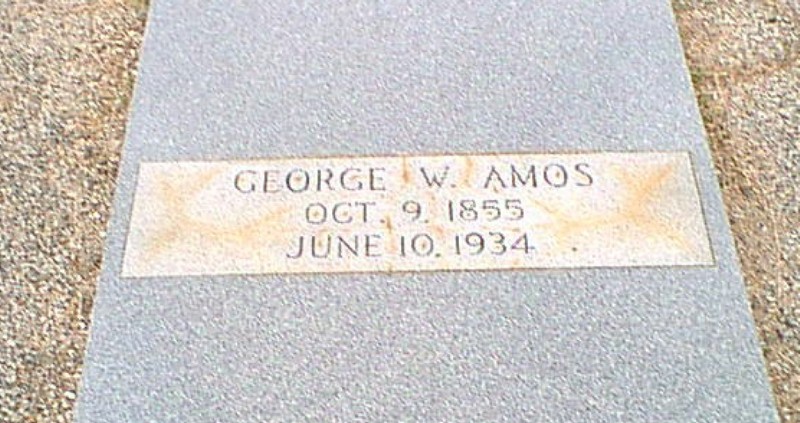 GEORGE W. AMOS
OCT. 9, 1855
JUNE 10, 1934